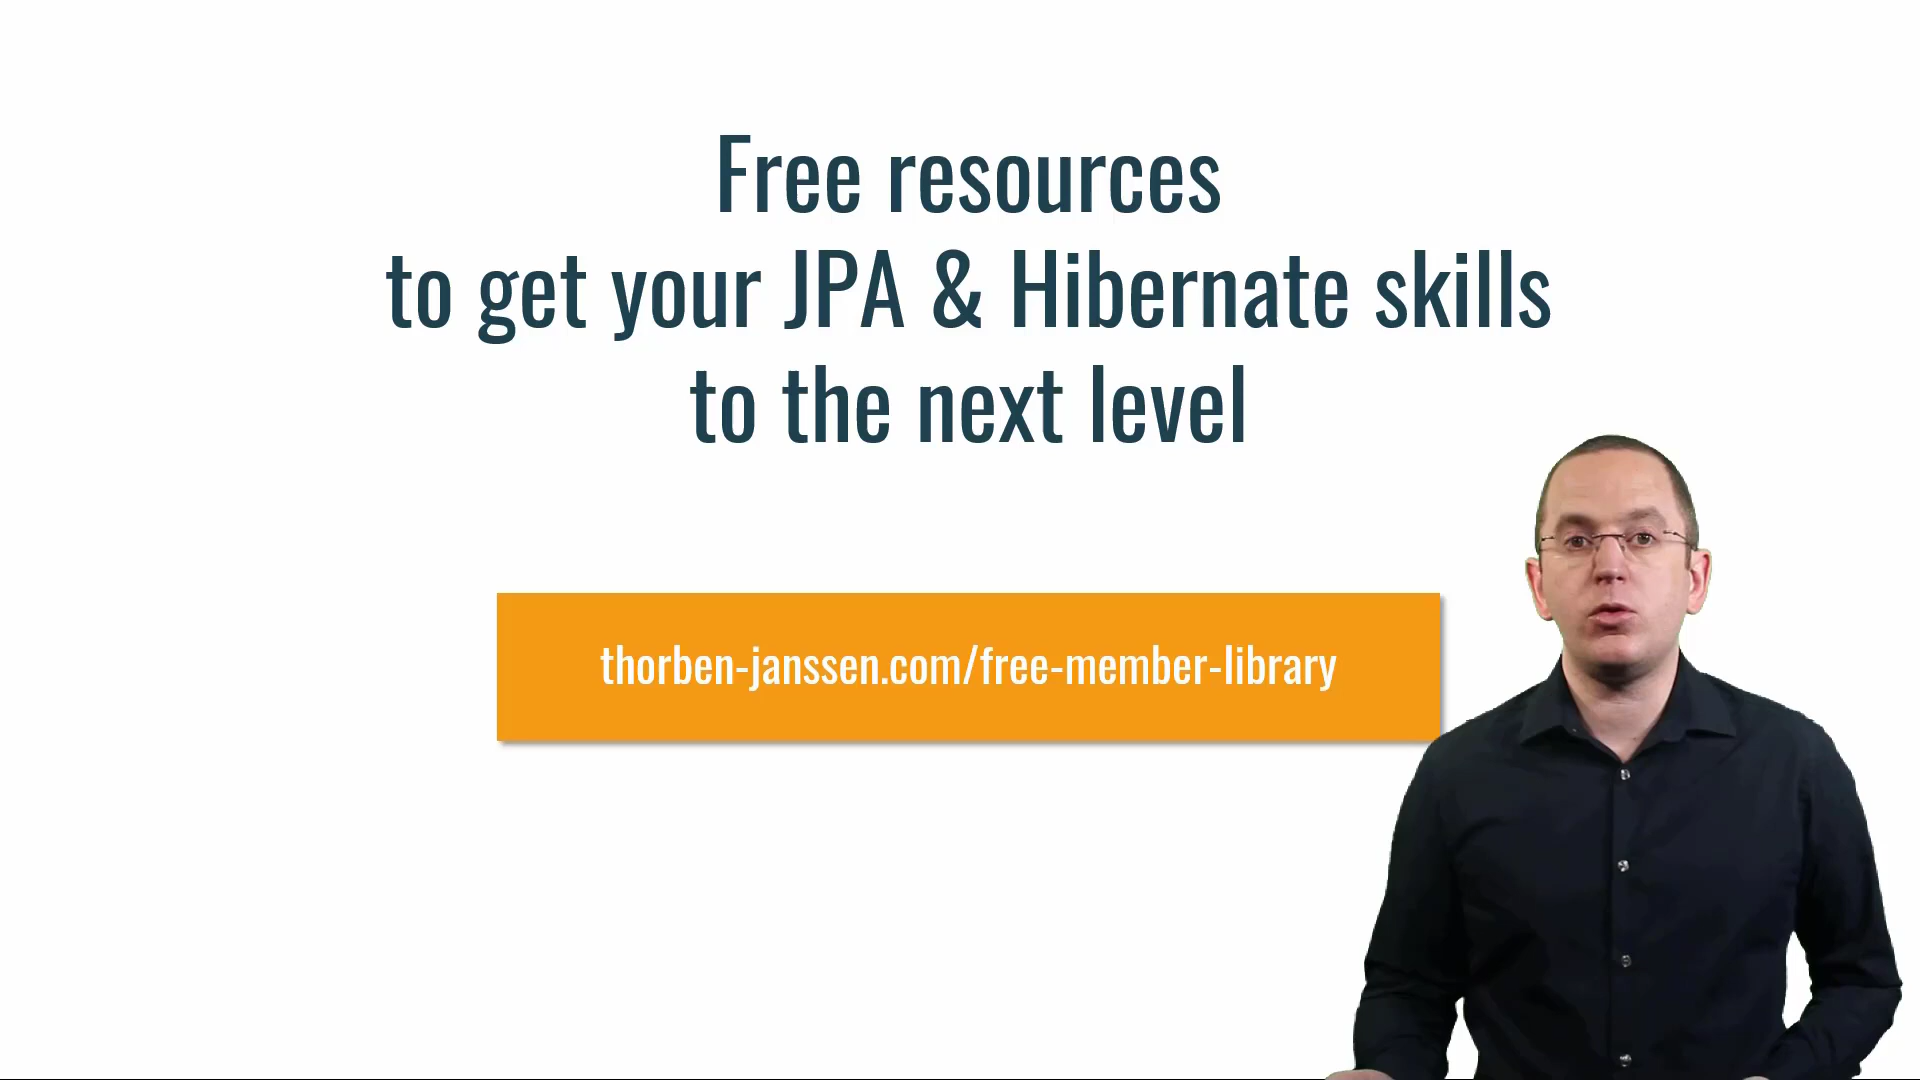 Free resources
to get your JPA & Hibernate skills
to the next level
thorben-janssen.com/free-member-library